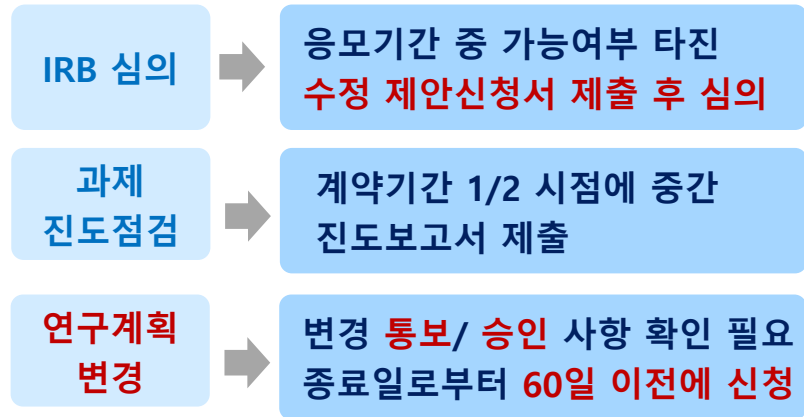 IRB 심의
응모기간 중 가능여부 타진
수정 제안신청서 제출 후 심의
과제
진도점검
계약기간 1/2 시점에 중간
진도보고서 제출
연구계획
변경
변경 통보/ 승인 사항 확인 필요
종료일로부터 60일 이전에 신청